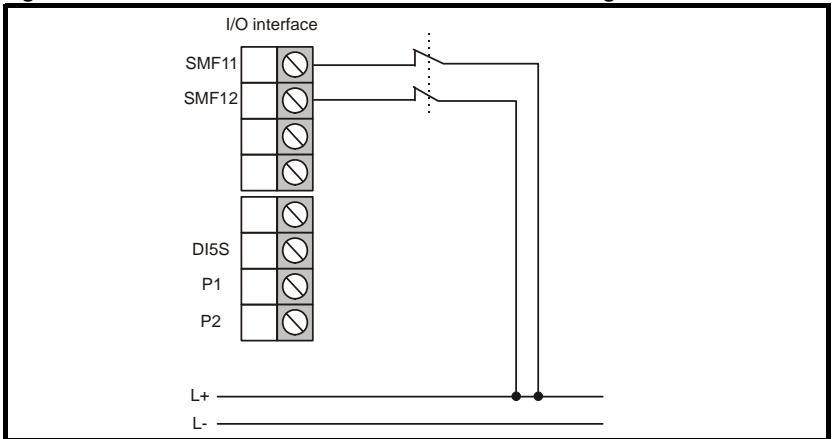 I/O interface
SMF11
SMF12
DI5S
P1
P2
L+
L-